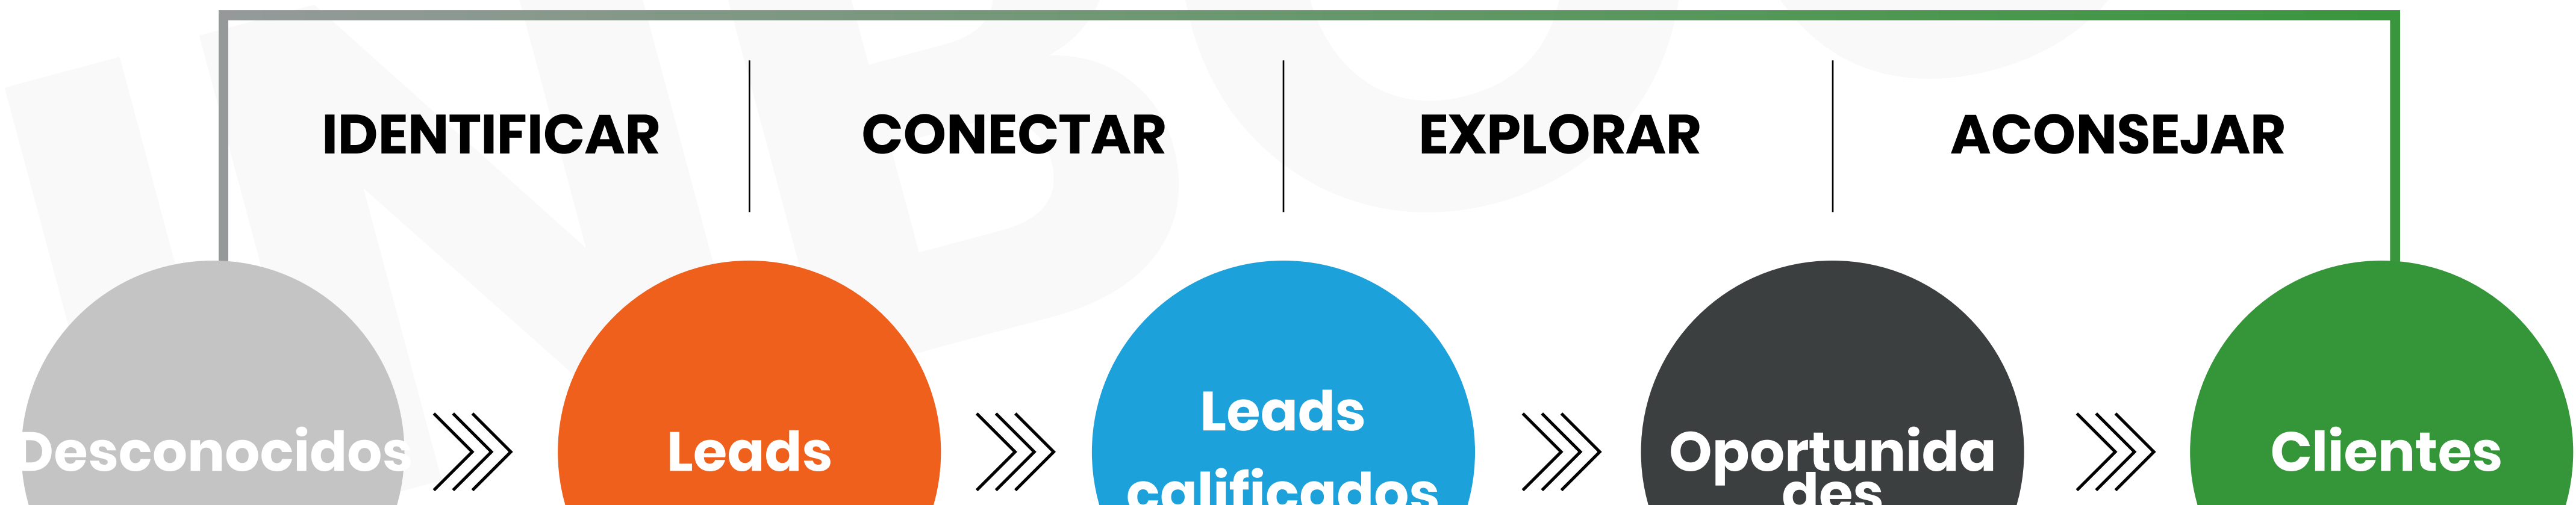 IDENTIFICAR
CONECTAR
EXPLORAR
ACONSEJAR
Desconocidos
Leads
Leads
calificados
Oportunida
des
Clientes